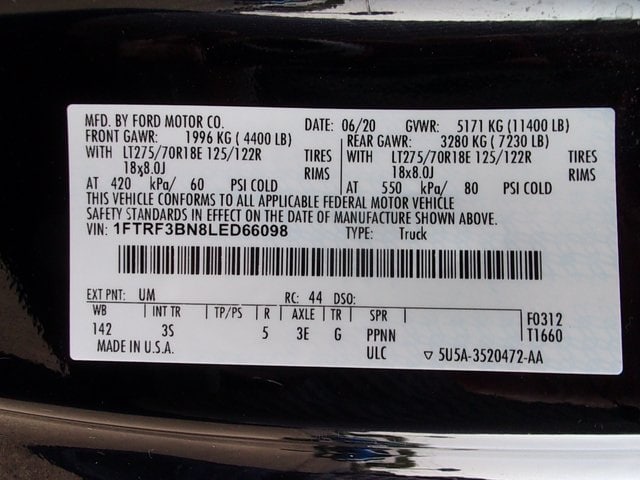 MFD. BY FORD MOTOR CO. DATE: 06/20 GVWR: 5171 KG (11400 LB)
FRONT GAWR: 1996 KG (4400 LB) REAR GAWR: 3280 KG (7230 LB)
WITH LT275/70R18E 125/122R TIRES WITH LT275/70R18E 125/122R TIRES
18x8.0J RIMS 18x8.0J RIMS
AT 420 kPa/ 60 PSI COLD AT 550 kPa/ 80 PSI COLD
THIS VEHICLE CONFORMS TO ALL APPLICABLE FEDERAL MOTOR VEHICLE
SAFETY STANDARDS IN EFFECT ON THE DATE OF MANUFACTURE SHOWN ABOVE.
VIN: 1FTRF3BN8LED66098 TYPE: Truck
EXT PNT: UM RC: 44 DSO:
WB INT TR TP/PS R AXLE TR SPR F0312
142 3S 5 3E G PPNN T1660
MADE IN U.S.A. ULC ▽ 5U5A-3520472-AA